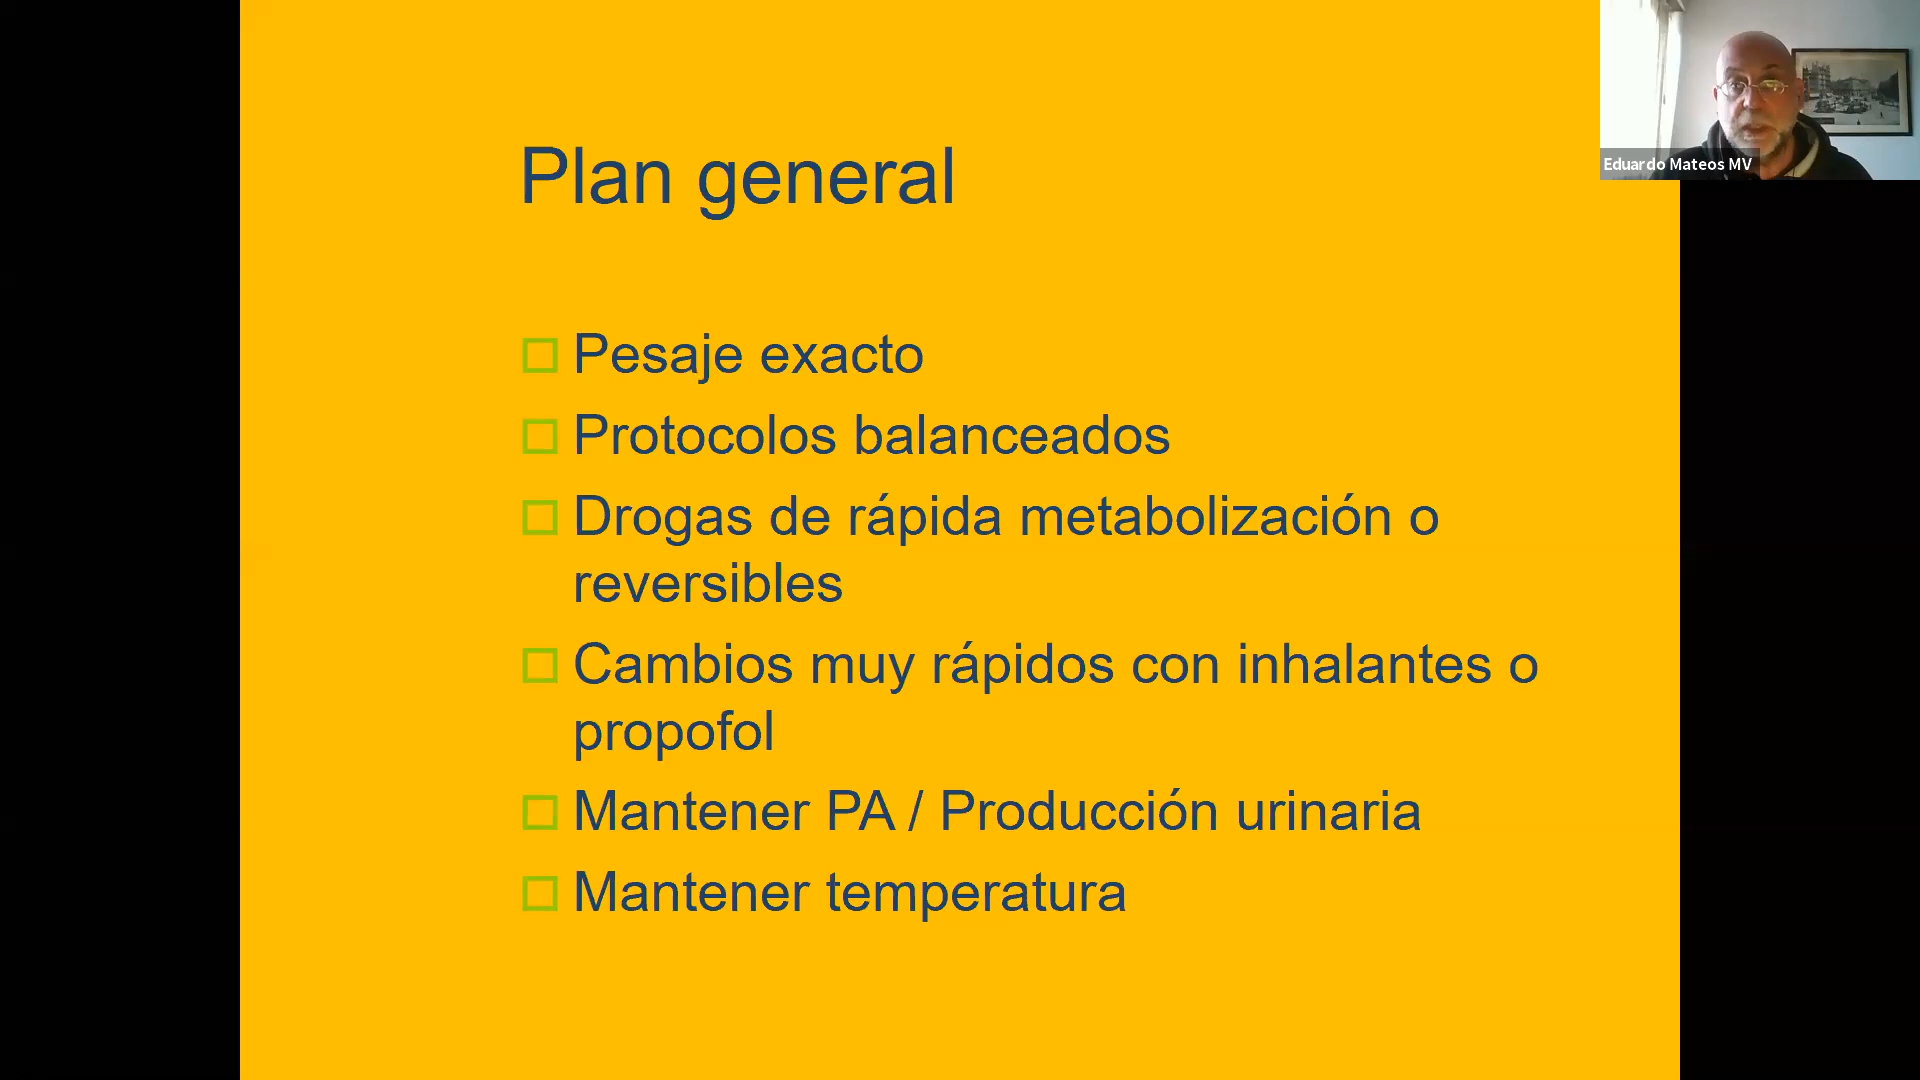 Plan general
Eduardo Mateos MV
Pesaje exacto
Protocolos balanceados
Drogas de rápida metabolización o
reversibles
Cambios muy rápidos con inhalantes o
propofol
Mantener PA / Producción urinaria
Mantener temperatura